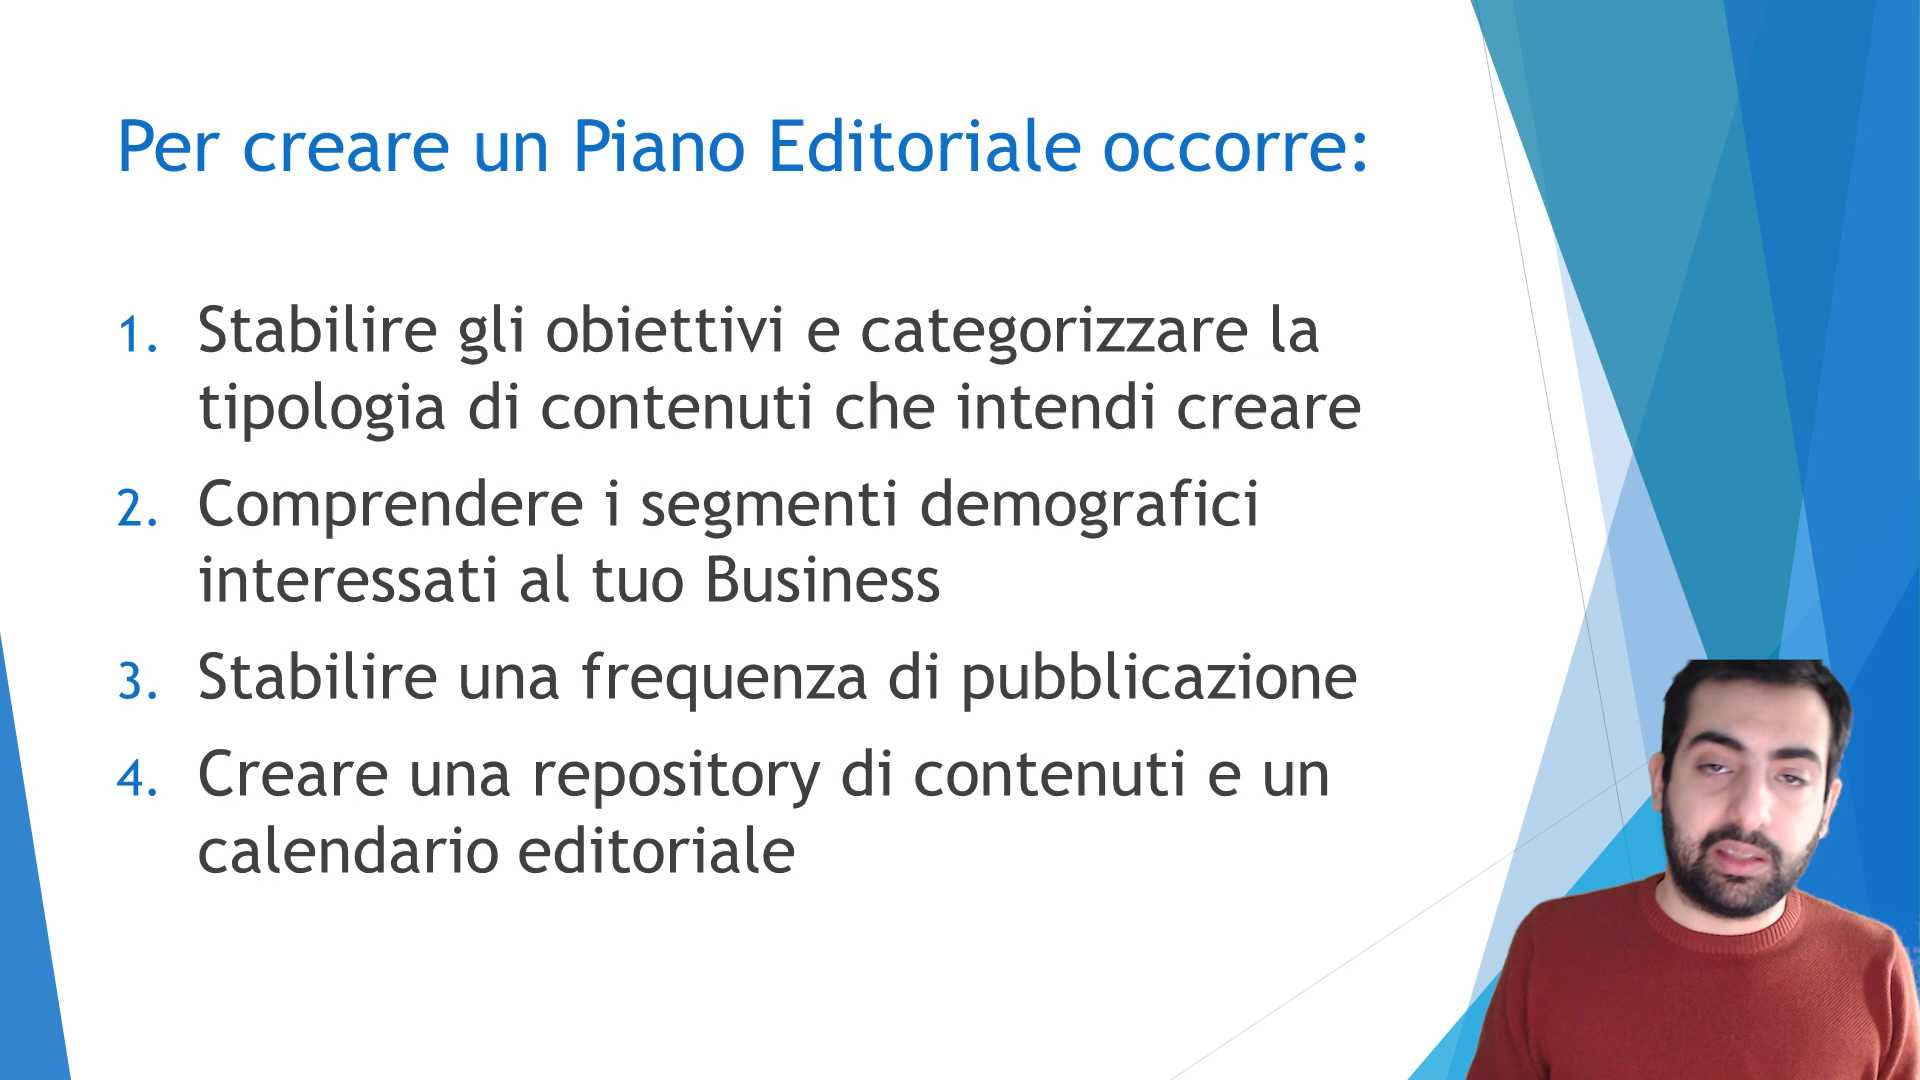 Per creare un Piano Editoriale occorre:
1. Stabilire gli obiettivi e categorizzare la
tipologia di contenuti che intendi creare
2. Comprendere i segmenti demografici
interessati al tuo Business
3. Stabilire una frequenza di pubblicazione
4. Creare una repository di contenuti e un
calendario editoriale